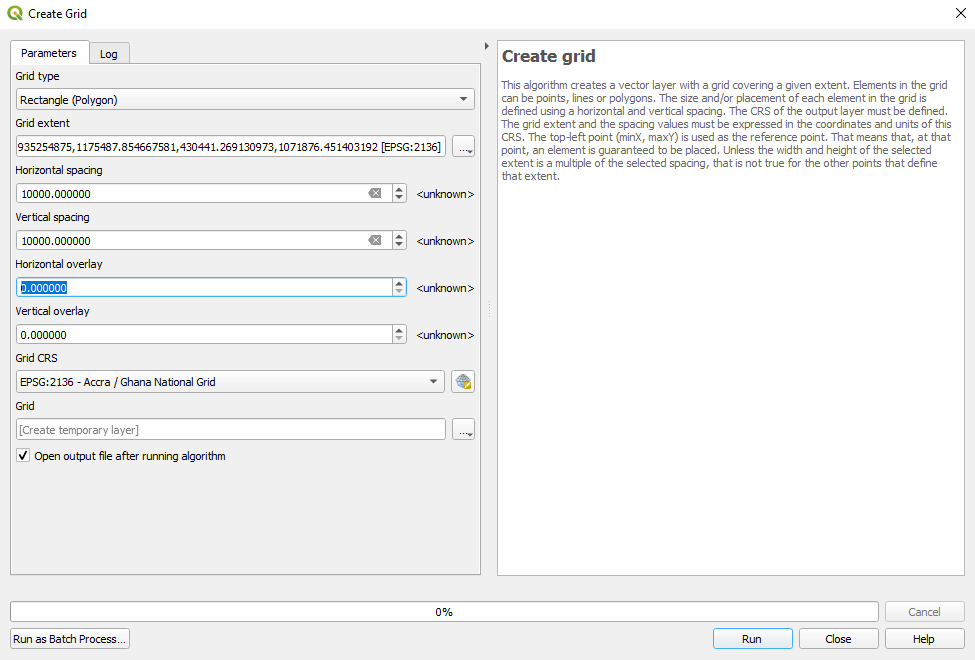 Create Grid
Parameters
Log
Grid type
Rectangle (Polygon)
Grid extent
935254875,1175487.854667581,430441.269130973,1071876.451403192 [EPSG:2136]
...
Horizontal spacing
10000.000000
<unknown>
Vertical spacing
10000.000000
<unknown>
Horizontal overlay
0.000000
<unknown>
Vertical overlay
0.000000
<unknown>
Grid CRS
EPSG:2136 - Accra / Ghana National Grid
Grid
[Create temporary layer]
...
Open output file after running algorithm
Create grid
This algorithm creates a vector layer with a grid covering a given extent. Elements in the grid
can be points, lines or polygons. The size and/or placement of each element in the grid is
defined using a horizontal and vertical spacing. The CRS of the output layer must be defined.
The grid extent and the spacing values must be expressed in the coordinates and units of this
CRS. The top-left point (minX, maxY) is used as the reference point. That means that, at that
point, an element is guaranteed to be placed. Unless the width and height of the selected
extent is a multiple of the selected spacing, that is not true for the other points that define
that extent.
0%
Cancel
Run as Batch Process...
Run
Close
Help